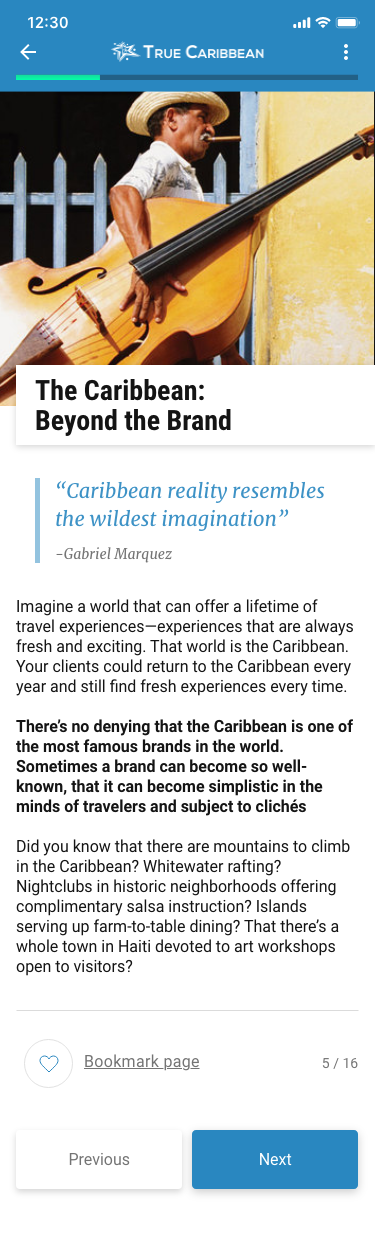 12:30
True Caribbean
The Caribbean:
Beyond the Brand
“Caribbean reality resembles
the wildest imagination”
–Gabriel Marquez
Imagine a world that can offer a lifetime of
travel experiences—experiences that are always
fresh and exciting. That world is the Caribbean.
Your clients could return to the Caribbean every
year and still find fresh experiences every time.
There’s no denying that the Caribbean is one of
the most famous brands in the world.
Sometimes a brand can become so well-
known, that it can become simplistic in the
minds of travelers and subject to clichés
Did you know that there are mountains to climb
in the Caribbean? Whitewater rafting?
Nightclubs in historic neighborhoods offering
complimentary salsa instruction? Islands
serving up farm-to-table dining? That there’s a
whole town in Haiti devoted to art workshops
open to visitors?
Bookmark page
5 / 16
Previous
Next